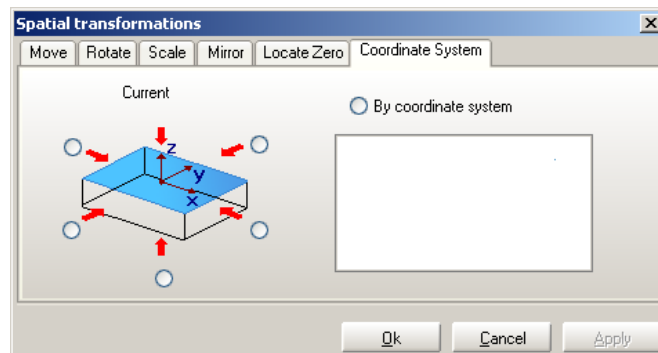 Spatial transformations
Move Rotate Scale Mirror Locate Zero Coordinate System
Current
By coordinate system
z
y
x
Ok Cancel Apply